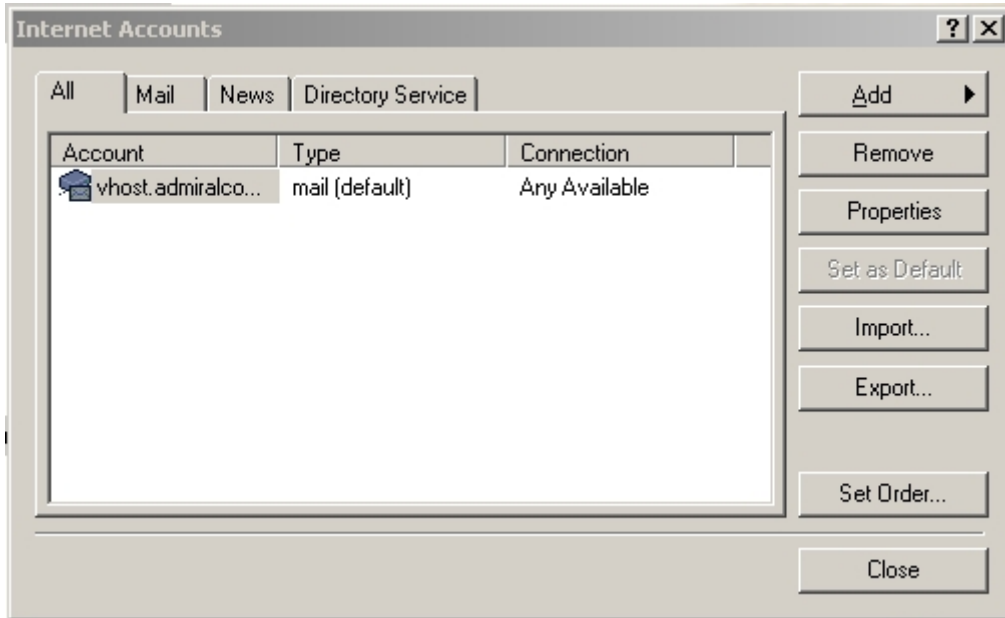 Internet Accounts
All Mail News Directory Service
Account Type Connection
vhost.admiralco... mail (default) Any Available
Add
Remove
Properties
Set as Default
Import...
Export...
Set Order...
Close